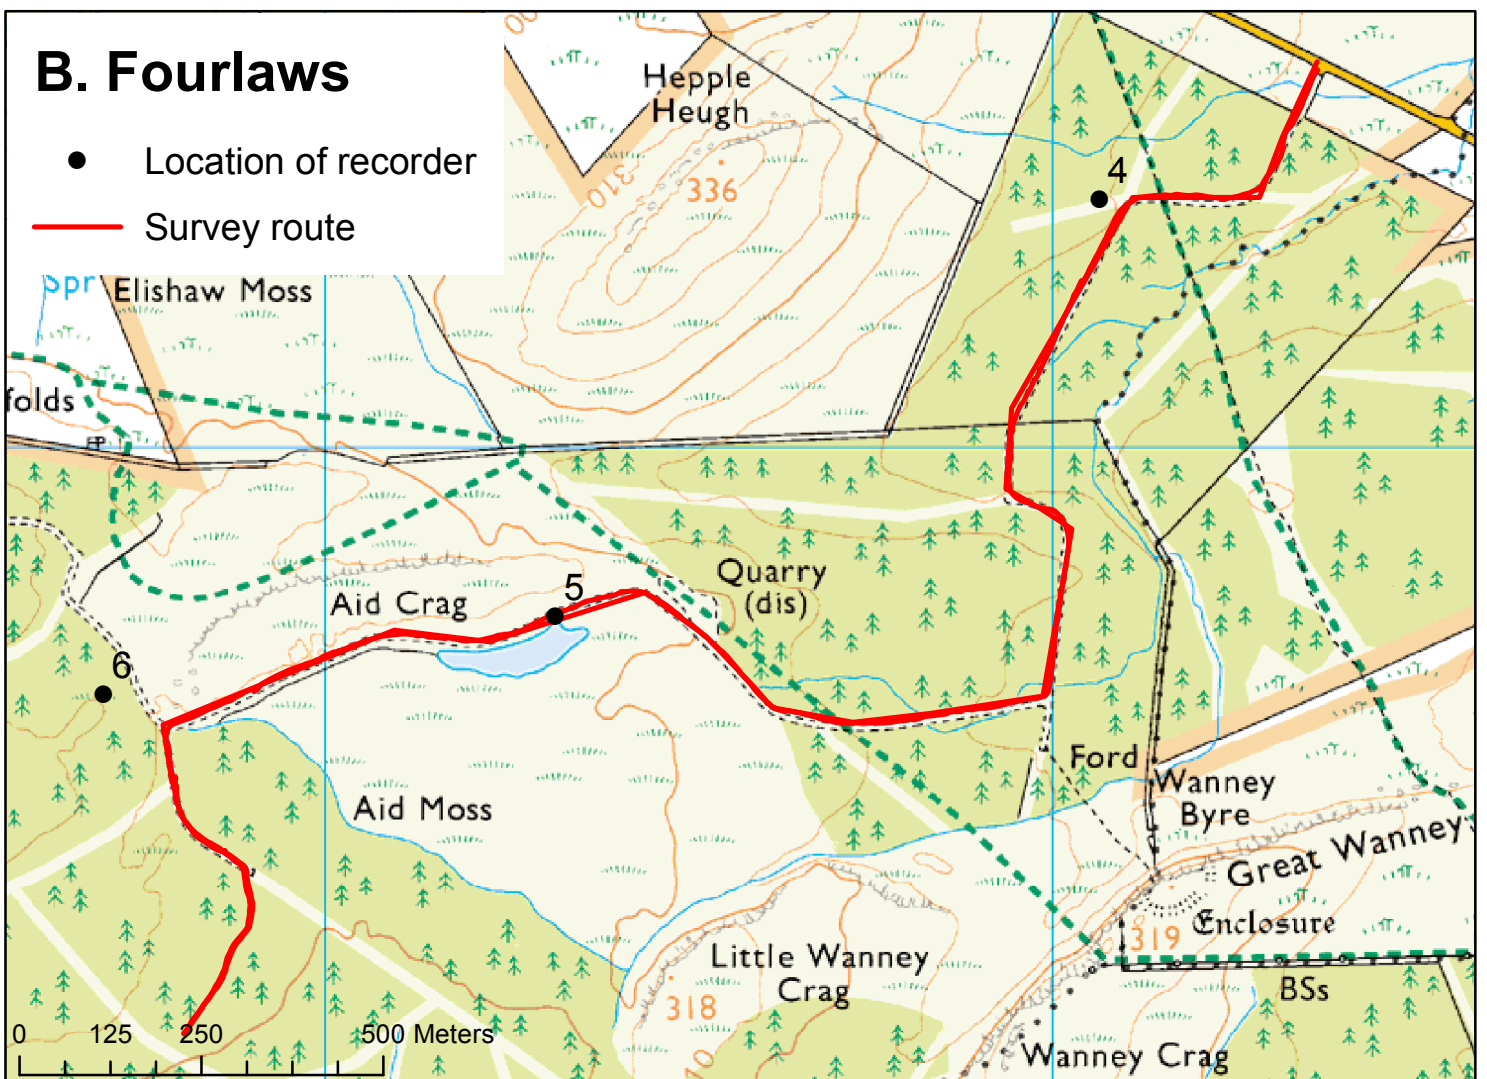 B. Fourlaws
Location of recorder
Survey route
Hepple
Heugh
310
336
4
Spr
Elishaw Moss
folds
Quarry
(dis)
5
Aid Crag
6
Ford
Wanney
Byre
Aid Moss
Great Wanney
Enclosure
319
Little Wanney
Crag
318
BSs
0 125 250 500 Meters
Wanney Crag